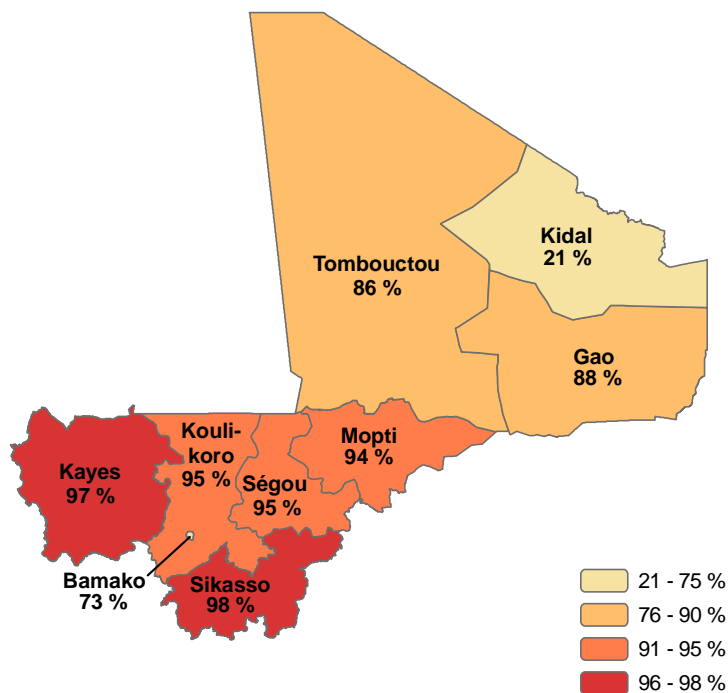 Kidal
21 %
Tombouctou
86 %
Gao
88 %
Kouli-
koro
95 %
Mopti
94 %
Kayes
97 %
Ségou
95 %
Bamako
73 %
Sikasso
98 %
21 - 75 %
76 - 90 %
91 - 95 %
96 - 98 %